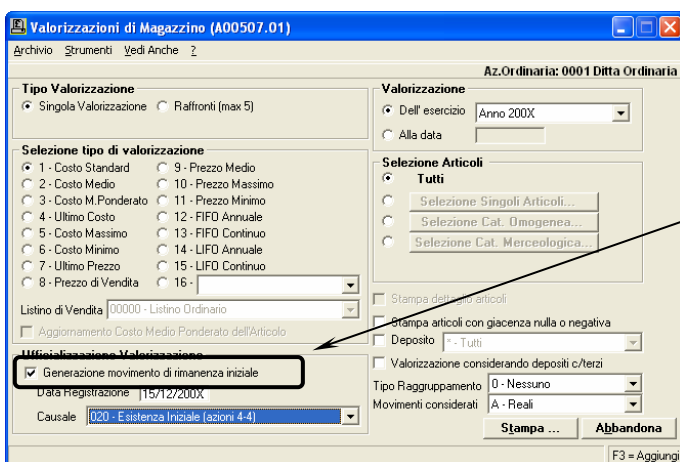 Valorizzazioni di Magazzino (A00507.01)
Archivio Strumenti Vedi Anche ?
Az.Ordinaria: 0001 Ditta Ordinaria
Tipo Valorizzazione
Singola Valorizzazione Raffronti (max 5)
Valorizzazione
Dell' esercizio Anno 200X
Alla data
Selezione tipo di valorizzazione
1 - Costo Standard 9 - Prezzo Medio
2 - Costo Medio 10 - Prezzo Massimo
3 - Costo M.Ponderato 11 - Prezzo Minimo
4 - Ultimo Costo 12 - FIFO Annuale
5 - Costo Massimo 13 - FIFO Continuo
6 - Costo Minimo 14 - LIFO Annuale
7 - Ultimo Prezzo 15 - LIFO Continuo
8 - Prezzo di Vendita 16 -
Listino di Vendita 00000 - Listino Ordinario
Aggiornamento Costo Medio Ponderato dell'Articolo
Selezione Articoli
Tutti
Selezione Singoli Articoli...
Selezione Cat. Omogenea...
Selezione Cat. Merceologica...
Stampa dettaglio articoli
Stampa articoli con giacenza nulla o negativa
Deposito * - Tutti
Valorizzazione considerando depositi c/terzi
Tipo Raggruppamento 0 - Nessuno
Movimenti considerati A - Reali
Ufficializzazione Valorizzazione
Generazione movimento di rimanenza iniziale
Data Registrazione 15/12/200X
Causale 020 - Esistenza Iniziale (azioni 4-4)
Stampa ... Abbandona
F3 = Aggiungi